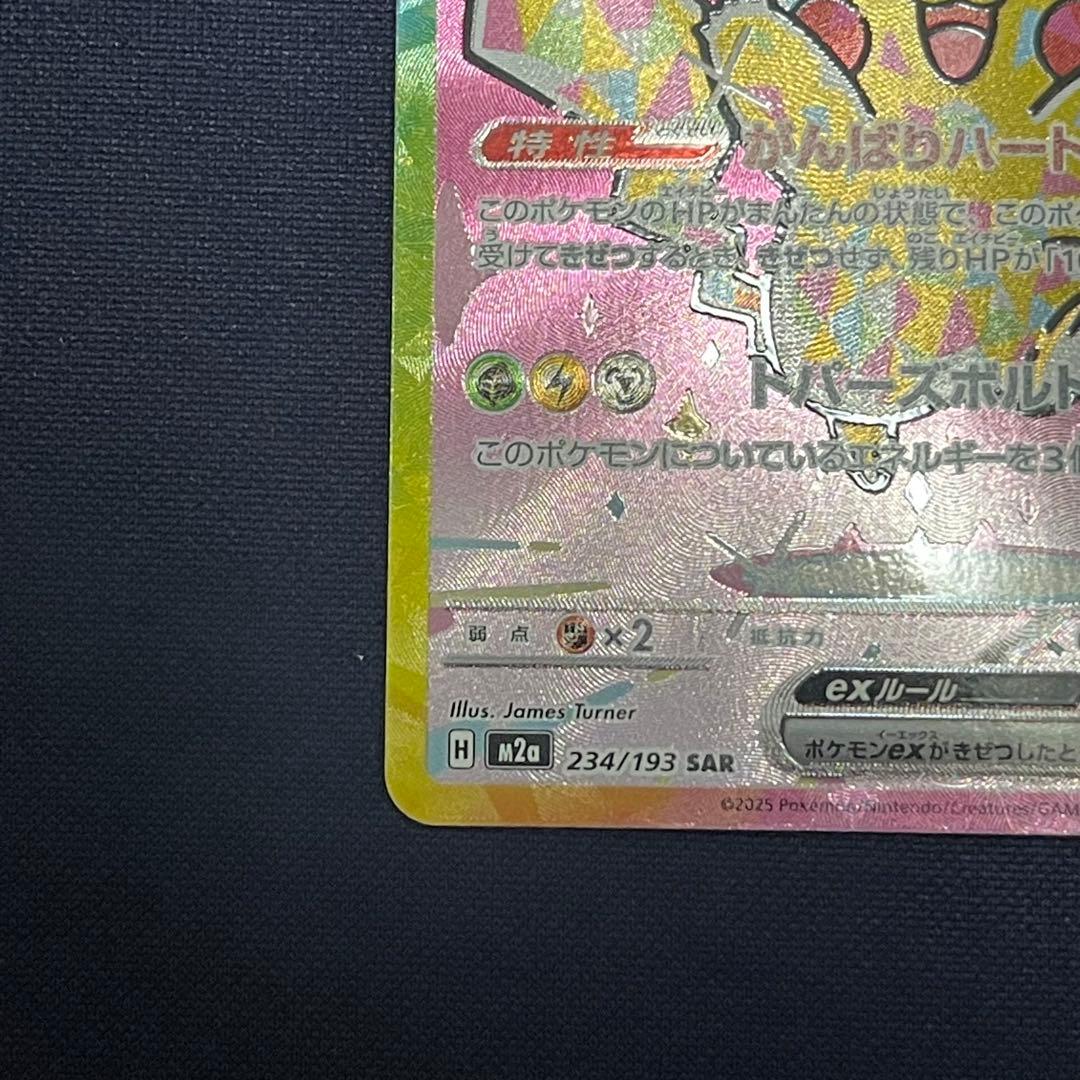 特性 がんばりハート
このポケモンのHPがまんたんの状態で、このポケ
受けてきぜつするとき、きぜつせず、残りHPが「10
トパーズボルト
このポケモンについているエネルギーを3個
弱点 ×2 抵抗力
exルール
Illus. James Turner
ポケモンexがきぜつしたと
H M2a 234/193 SAR
©2025 Pokémon/Nintendo/Creatures/GAM